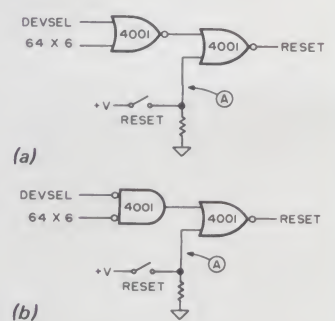 DEVSEL
4001
4001
RESET
64 X 6
+V
RESET
A
(a)
DEVSEL
4001
4001
RESET
64 X 6
+V
RESET
A
(b)